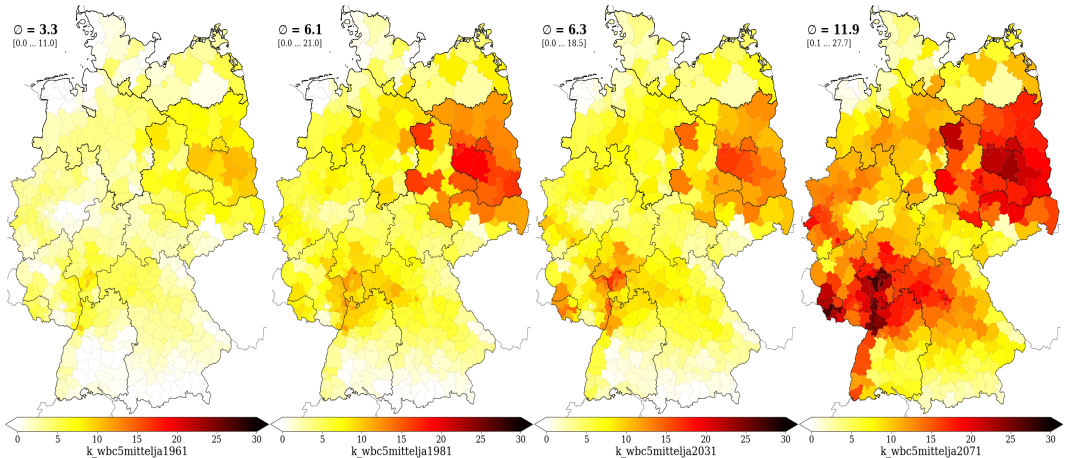 ∅ = 3.3
[0.0 ... 11.0]
0 5 10 15 20 25 30
k_wbc5mittelja1961
∅ = 6.1
[0.0 ... 21.0]
0 5 10 15 20 25 30
k_wbc5mittelja1981
∅ = 6.3
[0.0 ... 18.5]
0 5 10 15 20 25 30
k_wbc5mittelja2031
∅ = 11.9
[0.1 ... 27.7]
0 5 10 15 20 25 30
k_wbc5mittelja2071